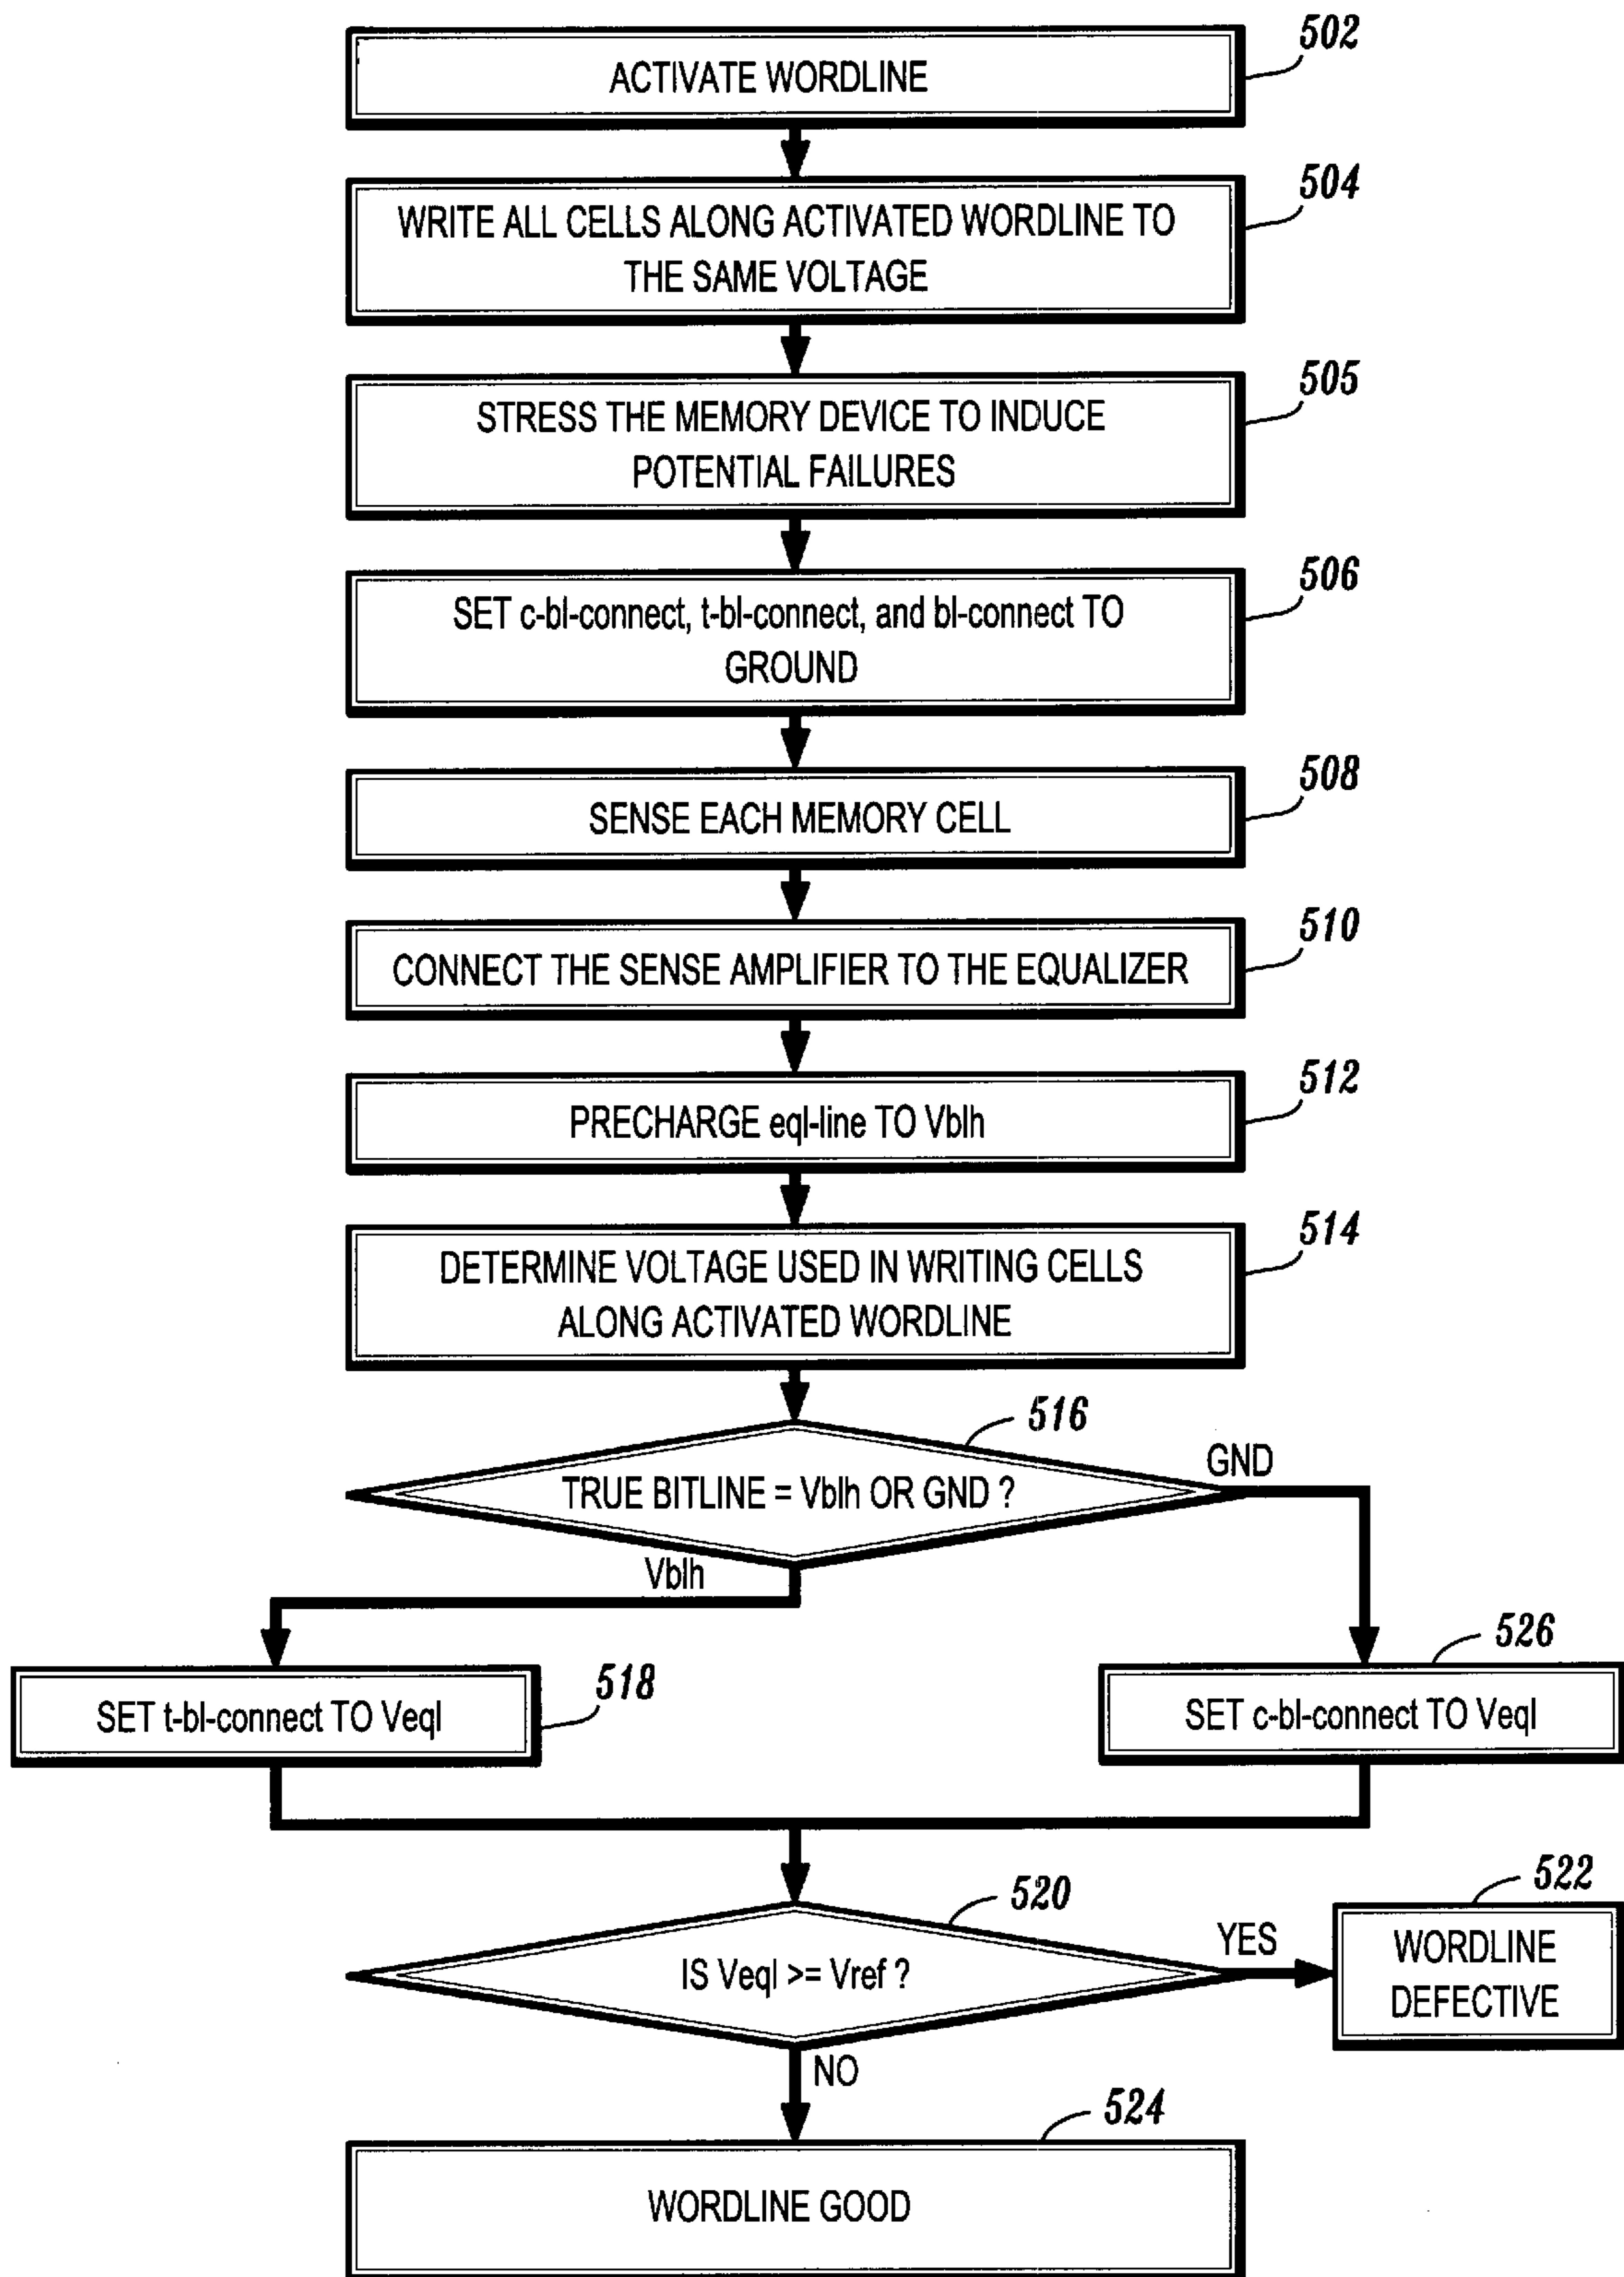 502
ACTIVATE WORDLINE
504
WRITE ALL CELLS ALONG ACTIVATED WORDLINE TO
THE SAME VOLTAGE
505
STRESS THE MEMORY DEVICE TO INDUCE
POTENTIAL FAILURES
506
SET c-bl-connect, t-bl-connect, and bl-connect TO
GROUND
508
SENSE EACH MEMORY CELL
510
CONNECT THE SENSE AMPLIFIER TO THE EQUALIZER
512
PRECHARGE eql-line TO Vblh
514
DETERMINE VOLTAGE USED IN WRITING CELLS
ALONG ACTIVATED WORDLINE
516
TRUE BITLINE = Vblh OR GND ?
GND
Vblh
518
SET t-bl-connect TO Veql
526
SET c-bl-connect TO Veql
520
IS Veql >= Vref ?
YES
522
WORDLINE
DEFECTIVE
NO
524
WORDLINE GOOD